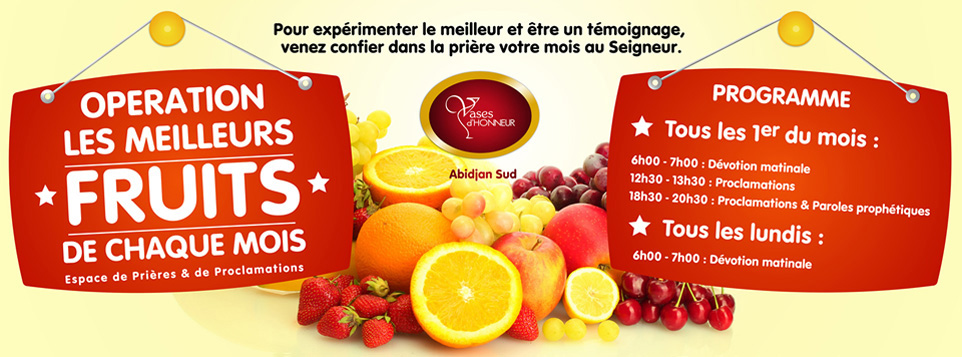 Pour expérimenter le meilleur et être un témoignage,
venez confier dans la prière votre mois au Seigneur.
OPERATION
LES MEILLEURS
FRUITS
DE CHAQUE MOIS
Espace de Prières & de Proclamations
Vases
d'HONNEUR
Abidjan Sud
PROGRAMME
Tous les 1er du mois :
6h00 - 7h00 : Dévotion matinale
12h30 - 13h30 : Proclamations
18h30 - 20h30 : Proclamations & Paroles prophétiques
Tous les lundis :
6h00 - 7h00 : Dévotion matinale